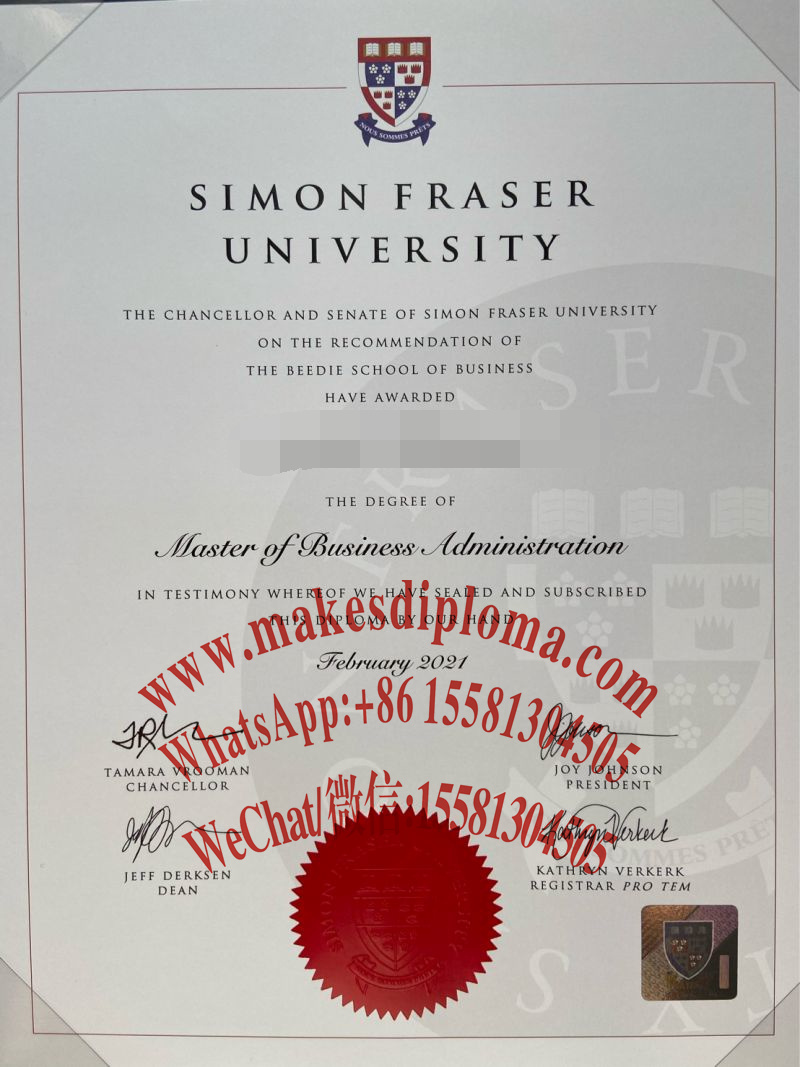 NOUS SOMMES PRÊTS
SIMON FRASER
UNIVERSITY
THE CHANCELLOR AND SENATE OF SIMON FRASER UNIVERSITY
ON THE RECOMMENDATION OF
THE BEEDIE SCHOOL OF BUSINESS
HAVE AWARDED
THE DEGREE OF
Master of Business Administration
IN TESTIMONY WHEREOF WE HAVE SEALED AND SUBSCRIBED
THIS DIPLOMA BY OUR HAND
www.makesdiploma.com
February 2021
WhatsApp:+86 15581304505
TAMARA VROOMAN
CHANCELLOR
JOY JOHNSON
PRESIDENT
WeChat/微信:15581304505
Kathryn Verkerk
JEFF DERKSEN
DEAN
KATHRYN VERKERK
REGISTRAR PRO TEM